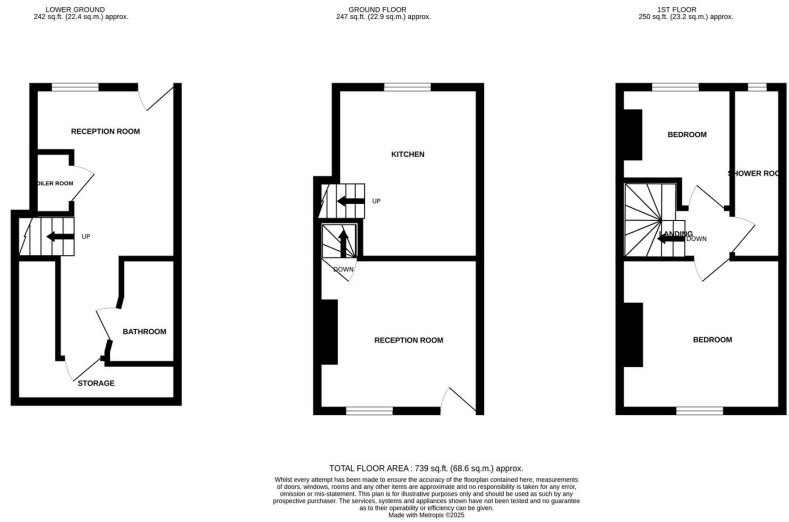 LOWER GROUND
242 sq.ft. (22.4 sq.m.) approx.
GROUND FLOOR
247 sq.ft. (22.9 sq.m.) approx.
1ST FLOOR
250 sq.ft. (23.2 sq.m.) approx.
RECEPTION ROOM
OILER ROOM
UP
BATHROOM
STORAGE
KITCHEN
UP
DOWN
RECEPTION ROOM
BEDROOM
SHOWER ROO
LANDING
DOWN
BEDROOM
TOTAL FLOOR AREA : 739 sq.ft. (68.6 sq.m.) approx.
Whilst every attempt has been made to ensure the accuracy of the floorplan contained here, measurements
of doors, windows, rooms and any other items are approximate and no responsibility is taken for any error,
omission or mis-statement. This plan is for illustrative purposes only and should be used as such by any
prospective purchaser. The services, systems and appliances shown have not been tested and no guarantee
as to their operability or efficiency can be given.
Made with Metropix ©2025